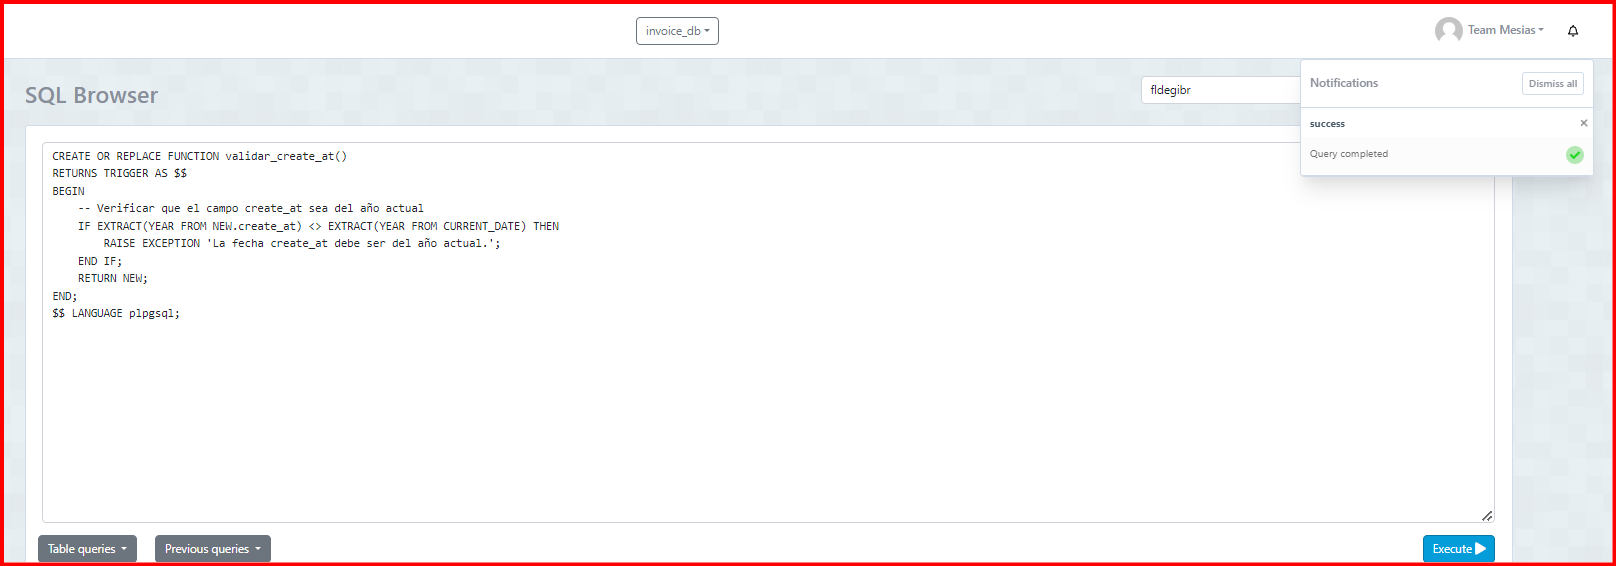 invoice_db
Team Mesias
SQL Browser
fldegibr
Notifications
Dismiss all
success
Query completed
CREATE OR REPLACE FUNCTION validar_create_at()
RETURNS TRIGGER AS $$
BEGIN
    -- Verificar que el campo create_at sea del año actual
    IF EXTRACT(YEAR FROM NEW.create_at) <> EXTRACT(YEAR FROM CURRENT_DATE) THEN
        RAISE EXCEPTION 'La fecha create_at debe ser del año actual.';
    END IF;
    RETURN NEW;
END;
$$ LANGUAGE plpgsql;
Table queries
Previous queries
Execute